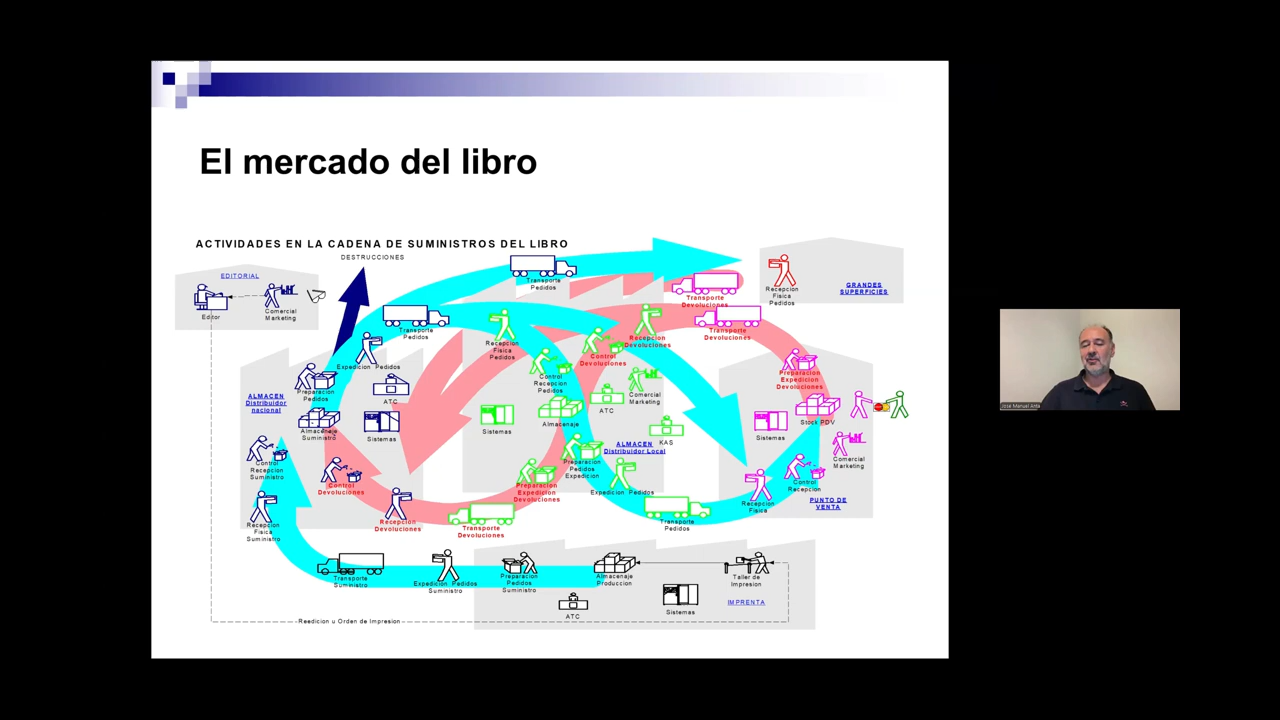 El mercado del libro
ACTIVIDADES EN LA CADENA DE SUMINISTROS DEL LIBRO
DESTRUCCIONES
EDITORIAL
Editor
Comercial
Marketing
Transporte
Pedidos
Transporte
Devoluciones
Recepcion
Fisica
Pedidos
GRANDES
SUPERFICIES
Transporte
Pedidos
Recepcion
Fisica
Pedidos
Recepcion
Devoluciones
Transporte
Devoluciones
Expedicion Pedidos
Control
Devoluciones
Preparacion
Pedidos
ATC
Control
Recepcion
Pedidos
Comercial
Marketing
Preparacion
Expedicion
Devoluciones
ALMACEN
Distribuidor
nacional
Almacenaje
Suministro
Sistemas
Sistemas
Almacenaje
ATC
KAS
ALMACEN
Distribuidor Local
Sistemas
Stock PDV
Comercial
Marketing
Control
Recepcion
Suministro
Control
Devoluciones
Preparacion
Expedicion
Devoluciones
Preparacion
Pedidos
Expedicion
Expedicion Pedidos
Control
Recepcion
Recepcion
Fisica
PUNTO DE
VENTA
Recepcion
Fisica
Suministro
Recepcion
Devoluciones
Transporte
Devoluciones
Transporte
Pedidos
Transporte
Suministro
Expedicion Pedidos
Suministro
Preparacion
Pedidos
Suministro
Almacenaje
Produccion
Taller de
Impresion
ATC
Sistemas
IMPRENTA
Reedicion u Orden de Impresion
José Manuel Anta